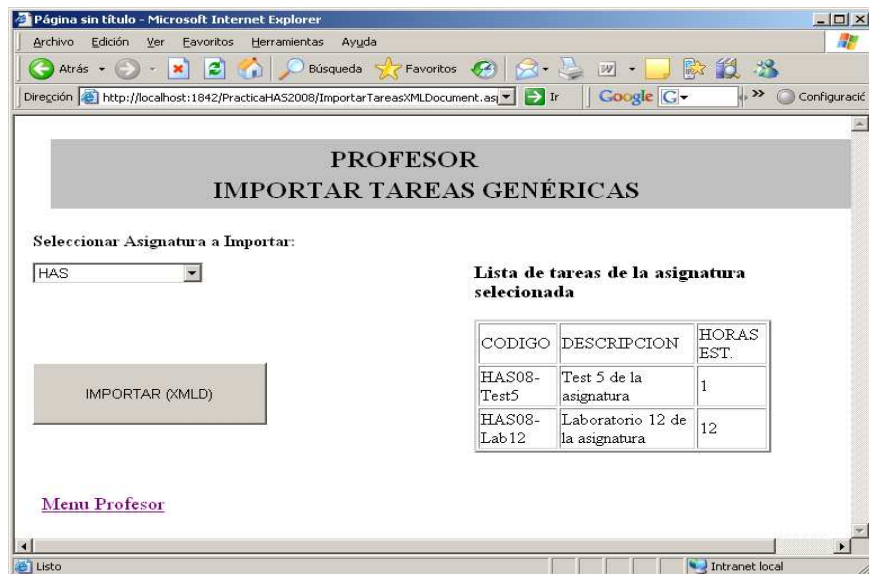 Página sin título - Microsoft Internet Explorer
Archivo Edición Ver Favoritos Herramientas Ayuda
Atrás Búsqueda Favoritos
Dirección http://localhost:1842/PracticaHAS2008/ImportarTareasXMLDocument.as Ir Google G Configuració
PROFESOR
IMPORTAR TAREAS GENÉRICAS
Seleccionar Asignatura a Importar:
HAS
Lista de tareas de la asignatura
selecionada
CODIGO DESCRIPCION HORAS
EST.
HAS08- Test 5 de la 1
Test5 asignatura
HAS08- Laboratorio 12 de 12
Lab12 la asignatura
IMPORTAR (XMLD)
Menu Profesor
Listo Intranet local